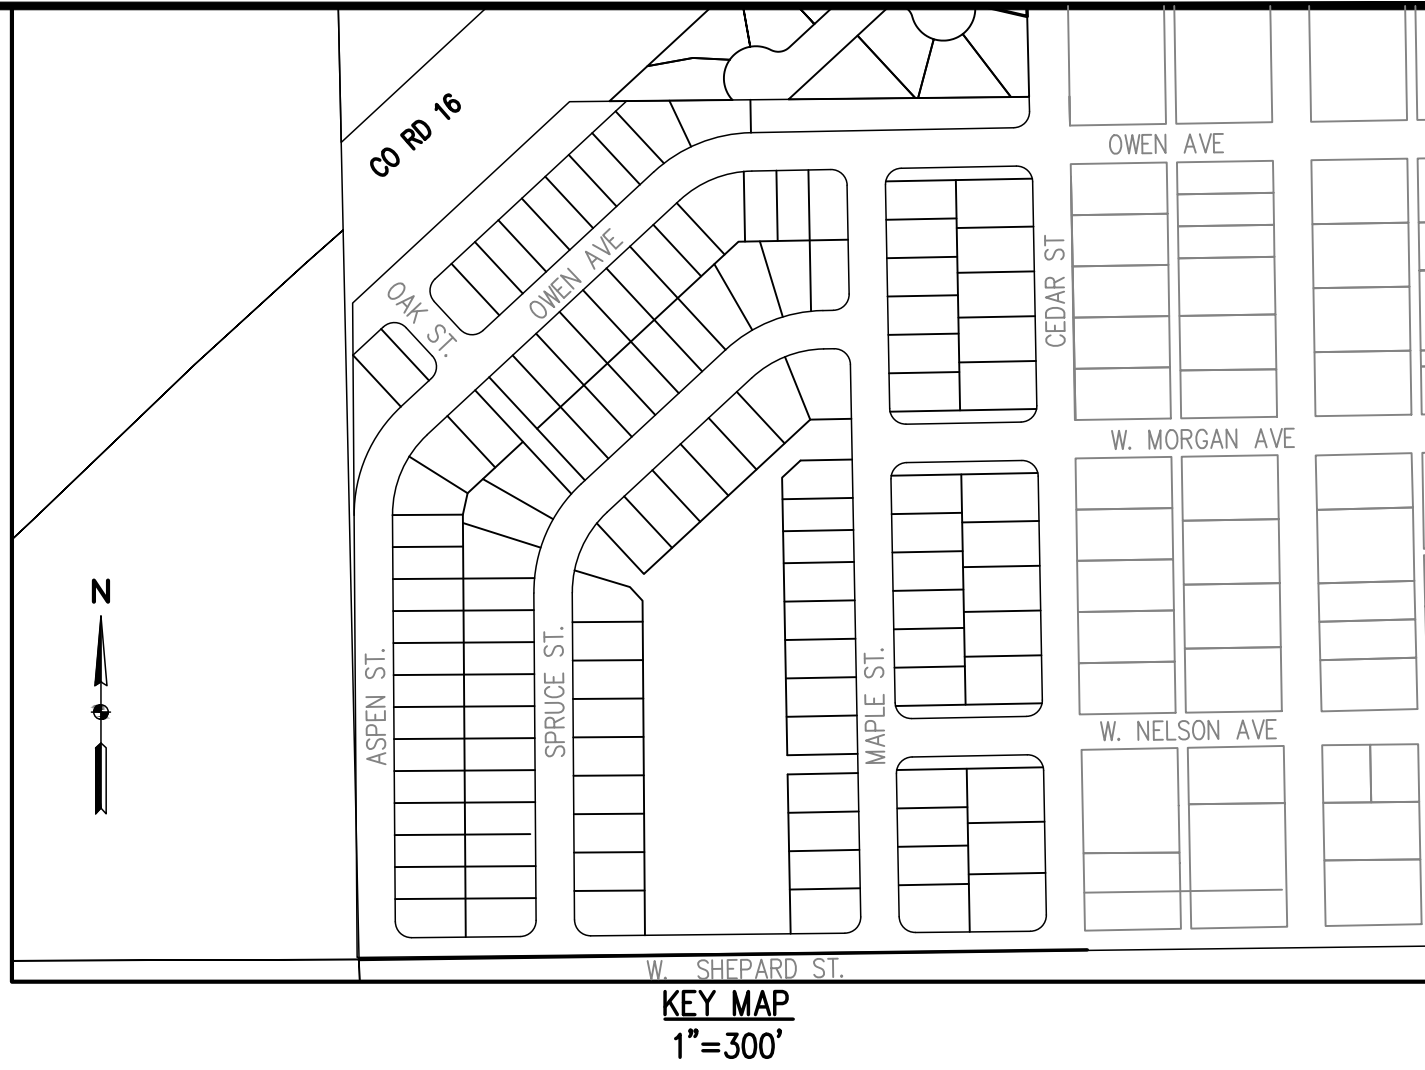 CO RD 16
OWEN AVE
OAK ST.
OWEN AVE
CEDAR ST
W. MORGAN AVE
N
ASPEN ST.
SPRUCE ST.
MAPLE ST.
W. NELSON AVE
W. SHEPARD ST.
KEY MAP
1"=300'